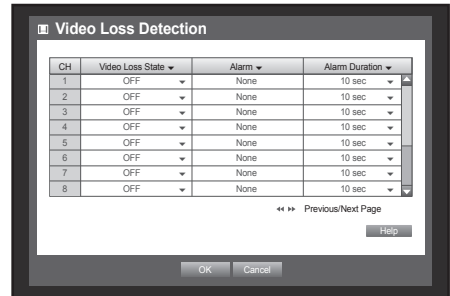 Video Loss Detection
CH Video Loss State Alarm Alarm Duration
1 OFF None 10 sec
2 OFF None 10 sec
3 OFF None 10 sec
4 OFF None 10 sec
5 OFF None 10 sec
6 OFF None 10 sec
7 OFF None 10 sec
8 OFF None 10 sec
Previous/Next Page
Help
OK Cancel